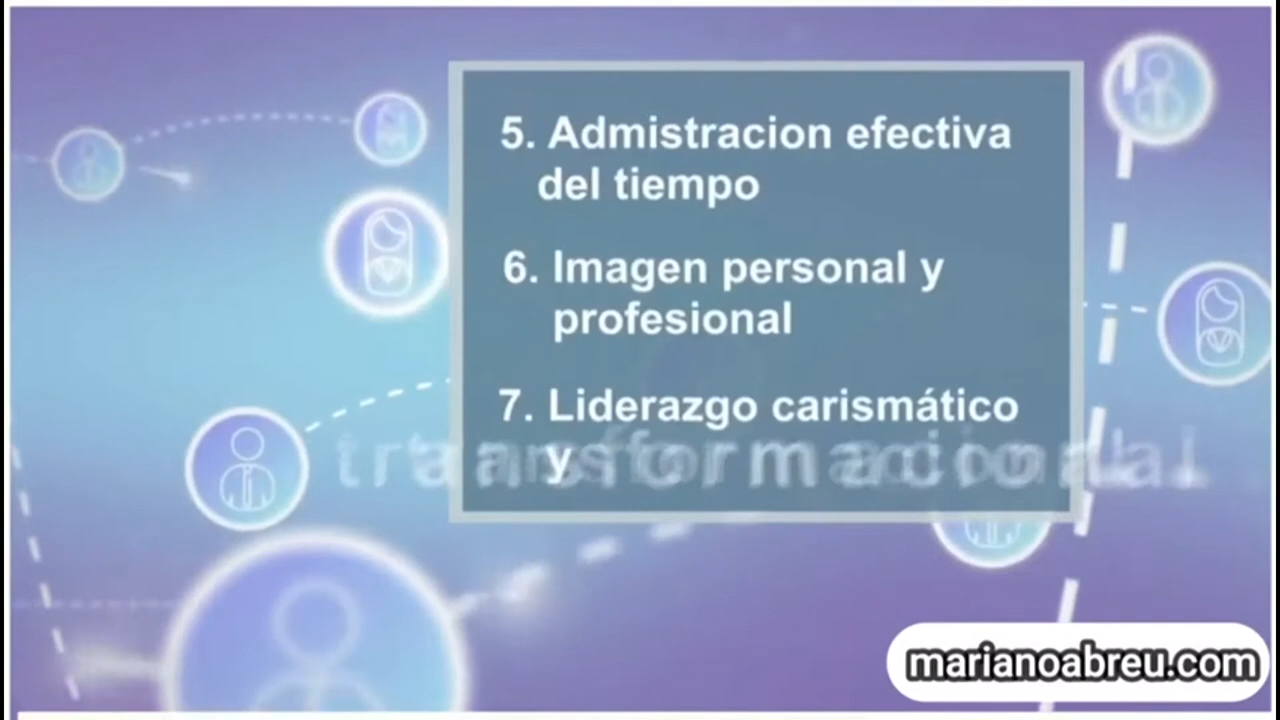 5. Admistracion efectiva
del tiempo
6. Imagen personal y
profesional
7. Liderazgo carismático
y transformacional
marianoabreu.com